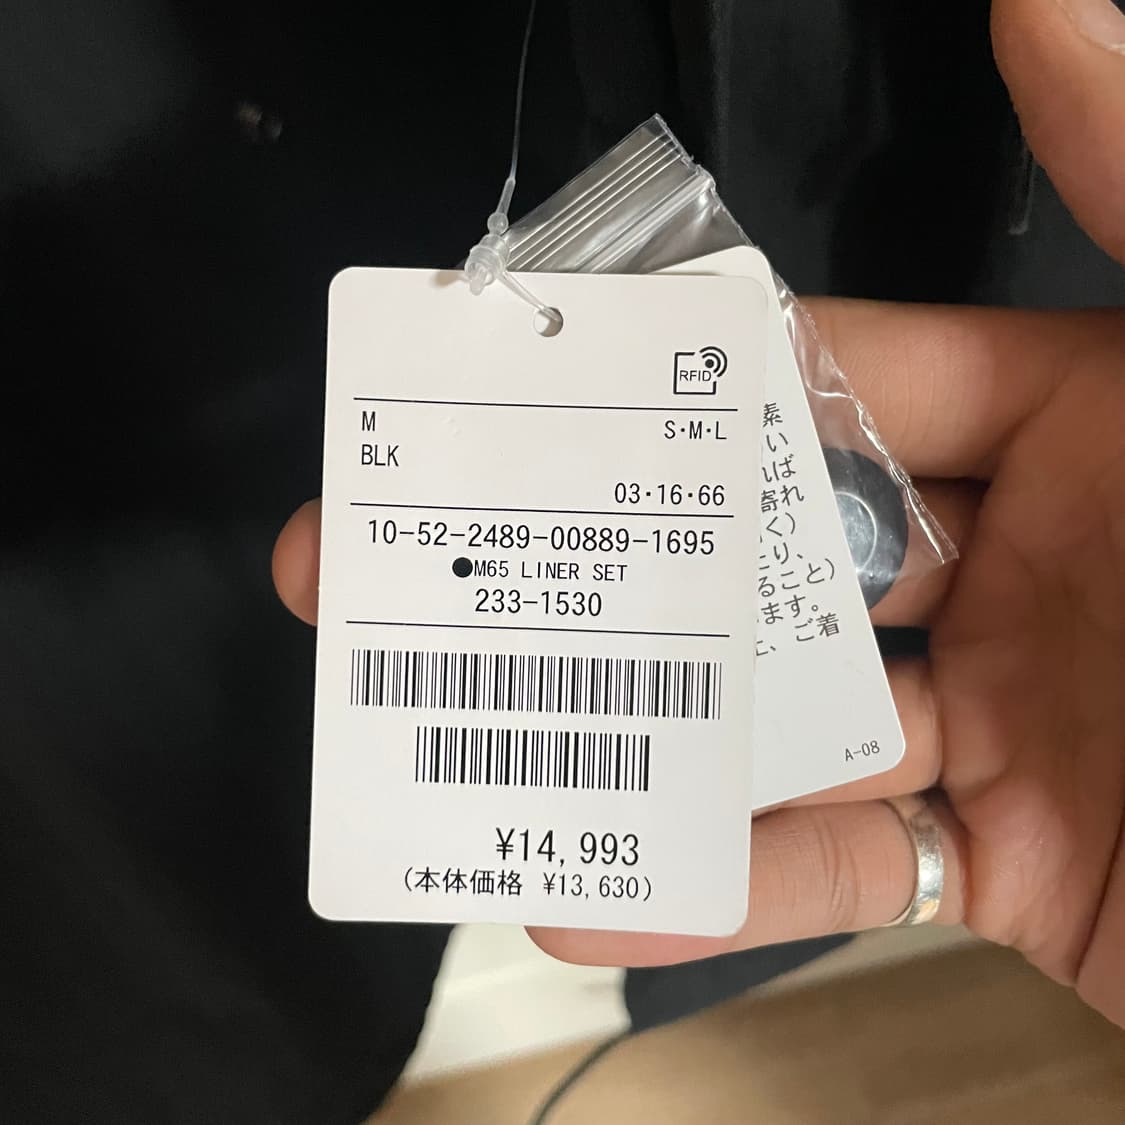 RFID
M
S・M・L
BLK
03・16・66
10-52-2489-00889-1695
●M65 LINER SET
233-1530
¥14,993
(本体価格 ¥13,630)
素
い
れば
寄れ
く)
たり、
ること)
ます。
ご着
A-08